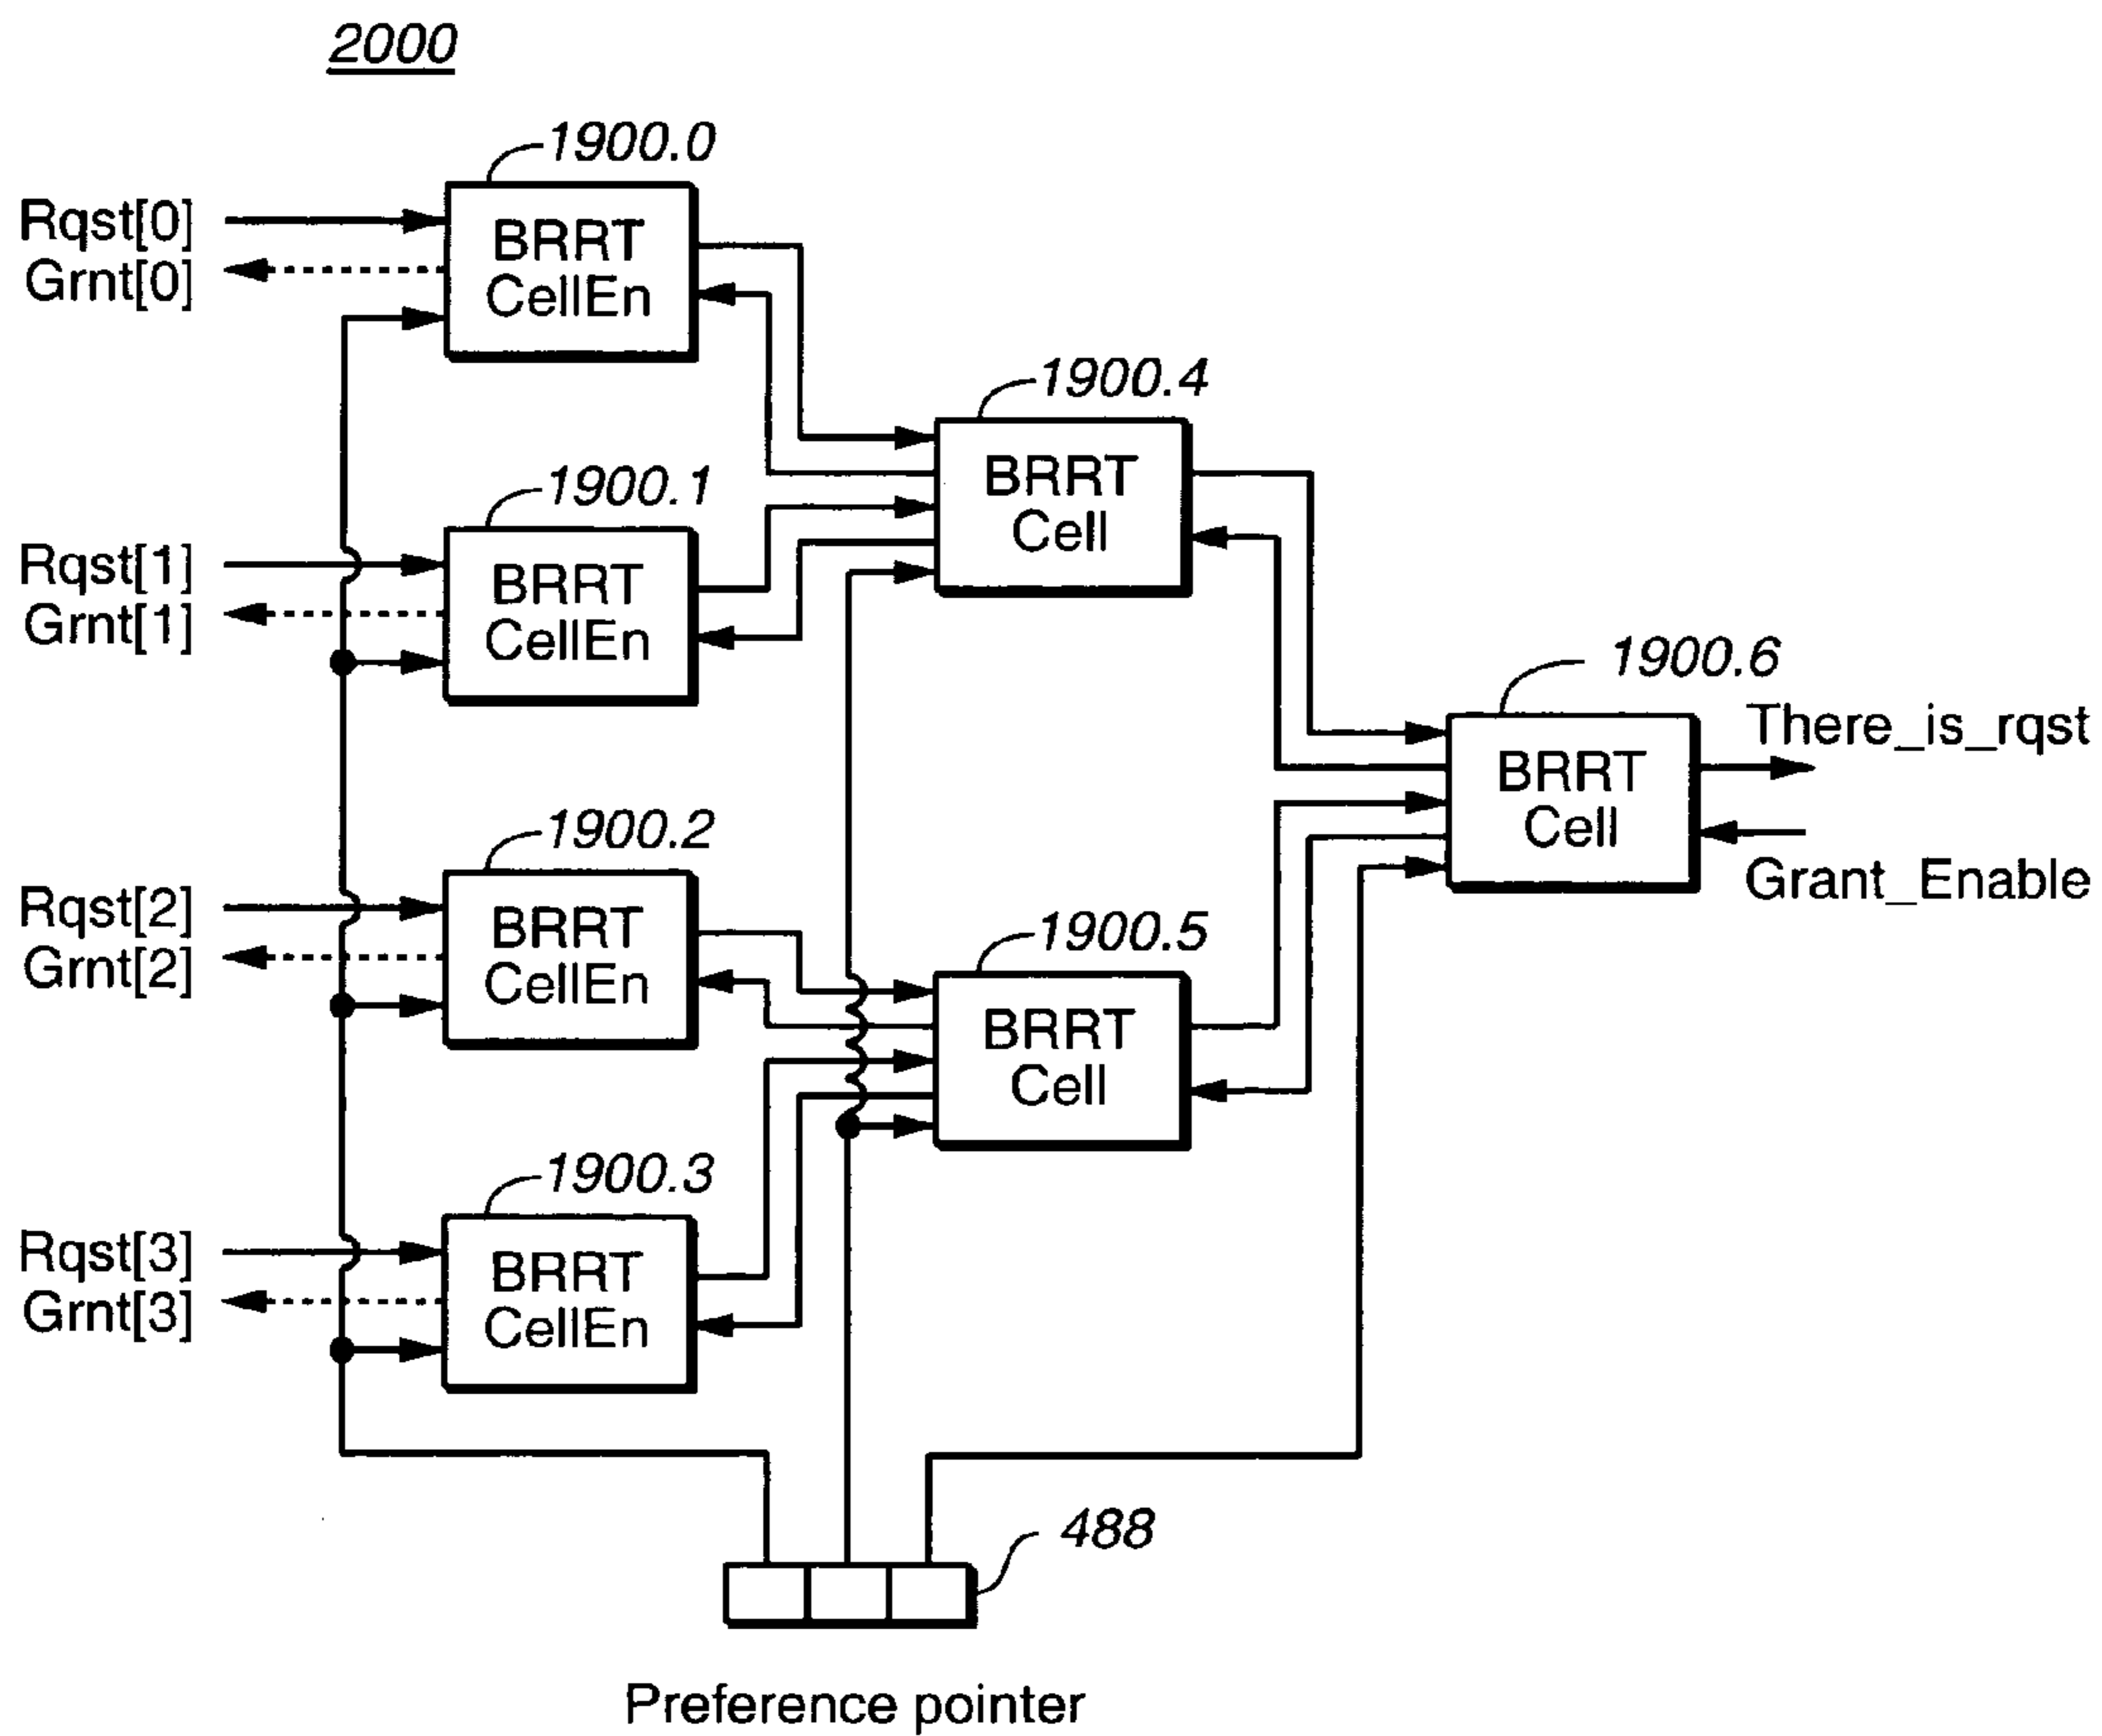 2000
1900.0
Rqst[0]
Grnt[0]
BRRT
CellEn
1900.4
BRRT
Cell
1900.1
Rqst[1]
Grnt[1]
BRRT
CellEn
1900.6
There_is_rqst
BRRT
Cell
Grant_Enable
1900.2
Rqst[2]
Grnt[2]
BRRT
CellEn
1900.5
BRRT
Cell
1900.3
Rqst[3]
Grnt[3]
BRRT
CellEn
488
Preference pointer